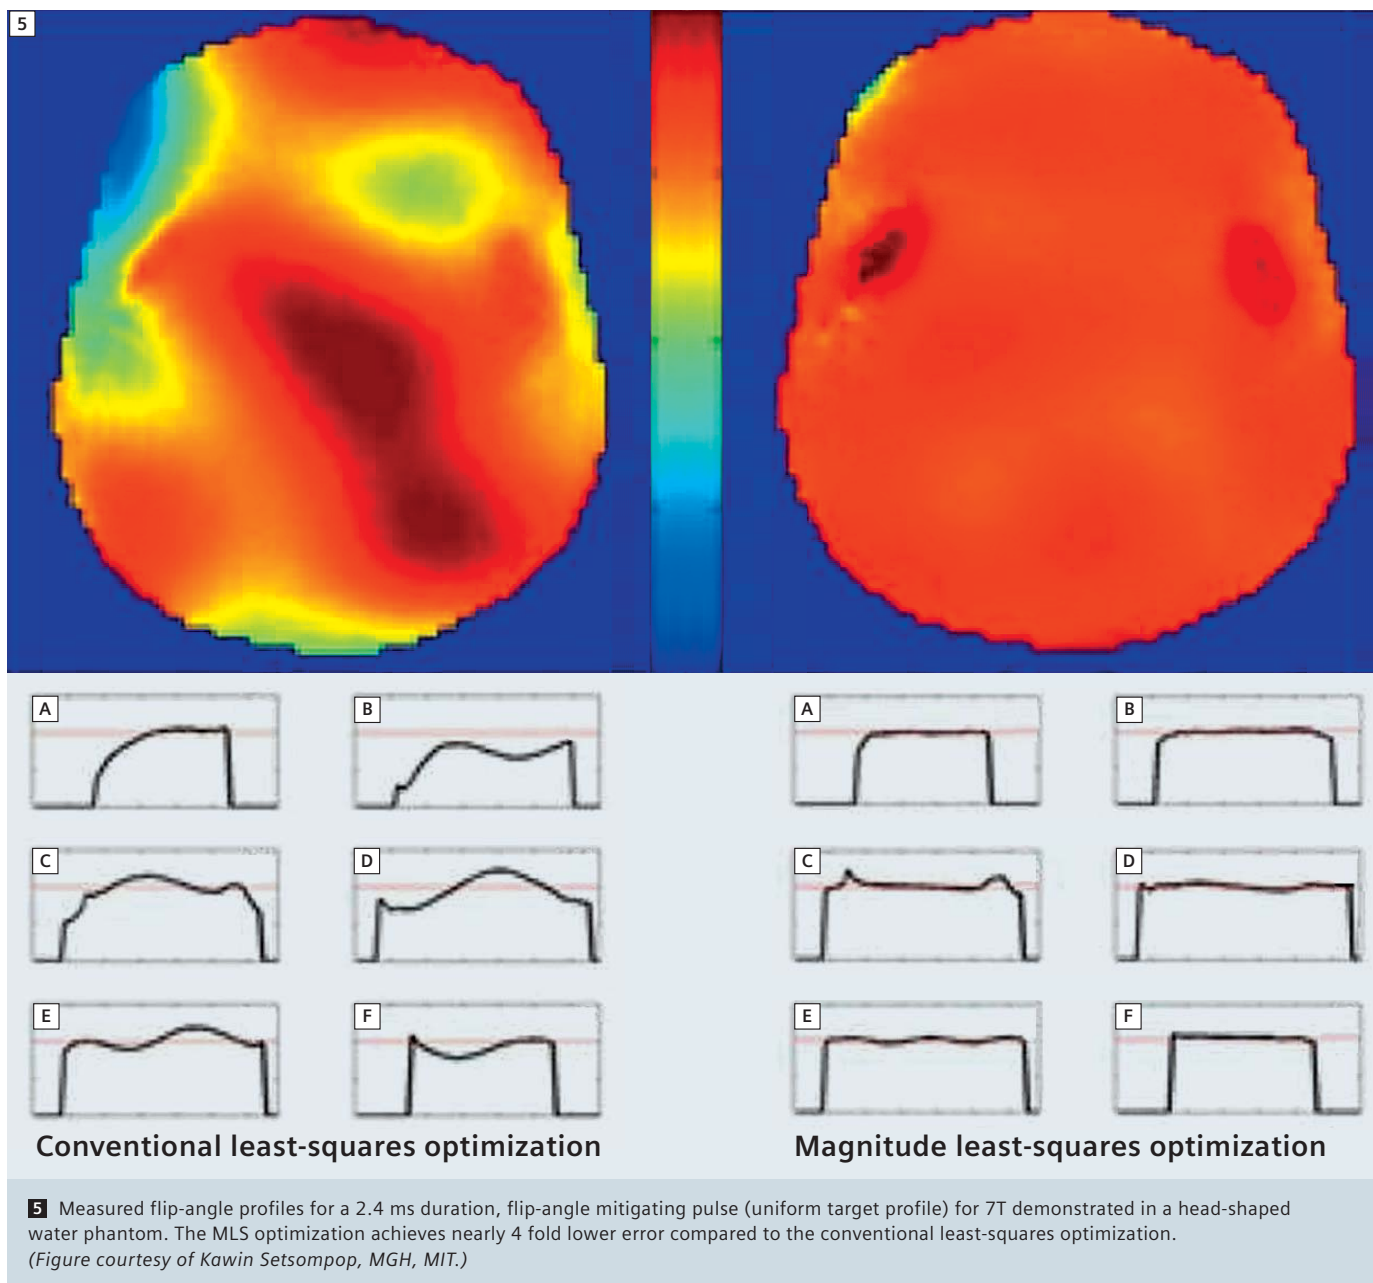 5
A
B
A
B
C
D
C
D
E
F
E
F
Conventional least-squares optimization
Magnitude least-squares optimization
5 Measured flip-angle profiles for a 2.4 ms duration, flip-angle mitigating pulse (uniform target profile) for 7T demonstrated in a head-shaped
water phantom. The MLS optimization achieves nearly 4 fold lower error compared to the conventional least-squares optimization.
(Figure courtesy of Kawin Setsompop, MGH, MIT.)